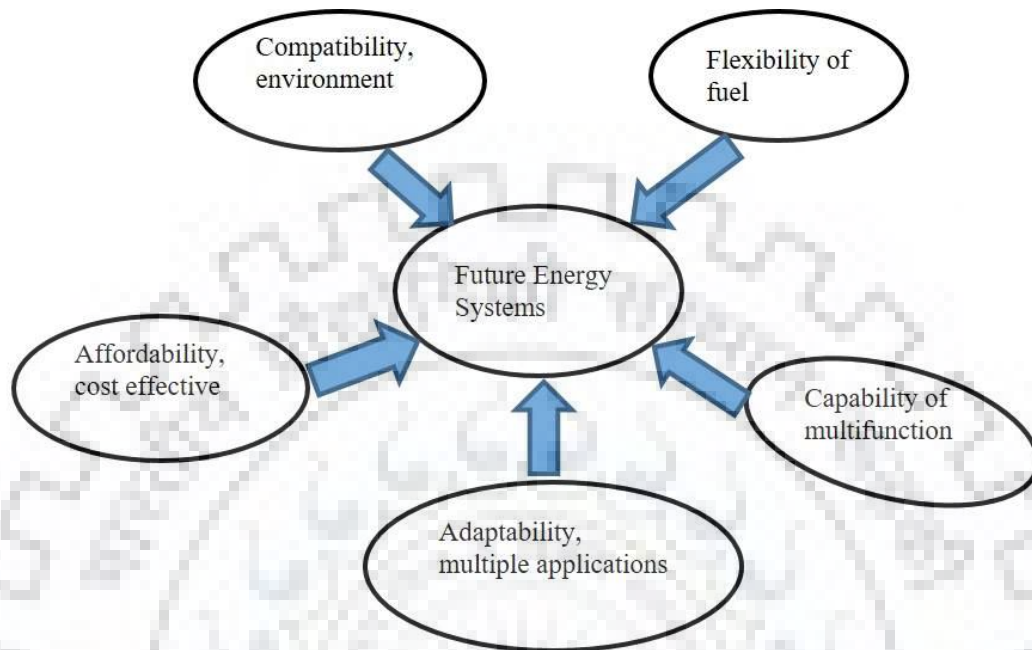 Compatibility,
environment
Flexibility of
fuel
Future Energy
Systems
Affordability,
cost effective
Capability of
multifunction
Adaptability,
multiple applications